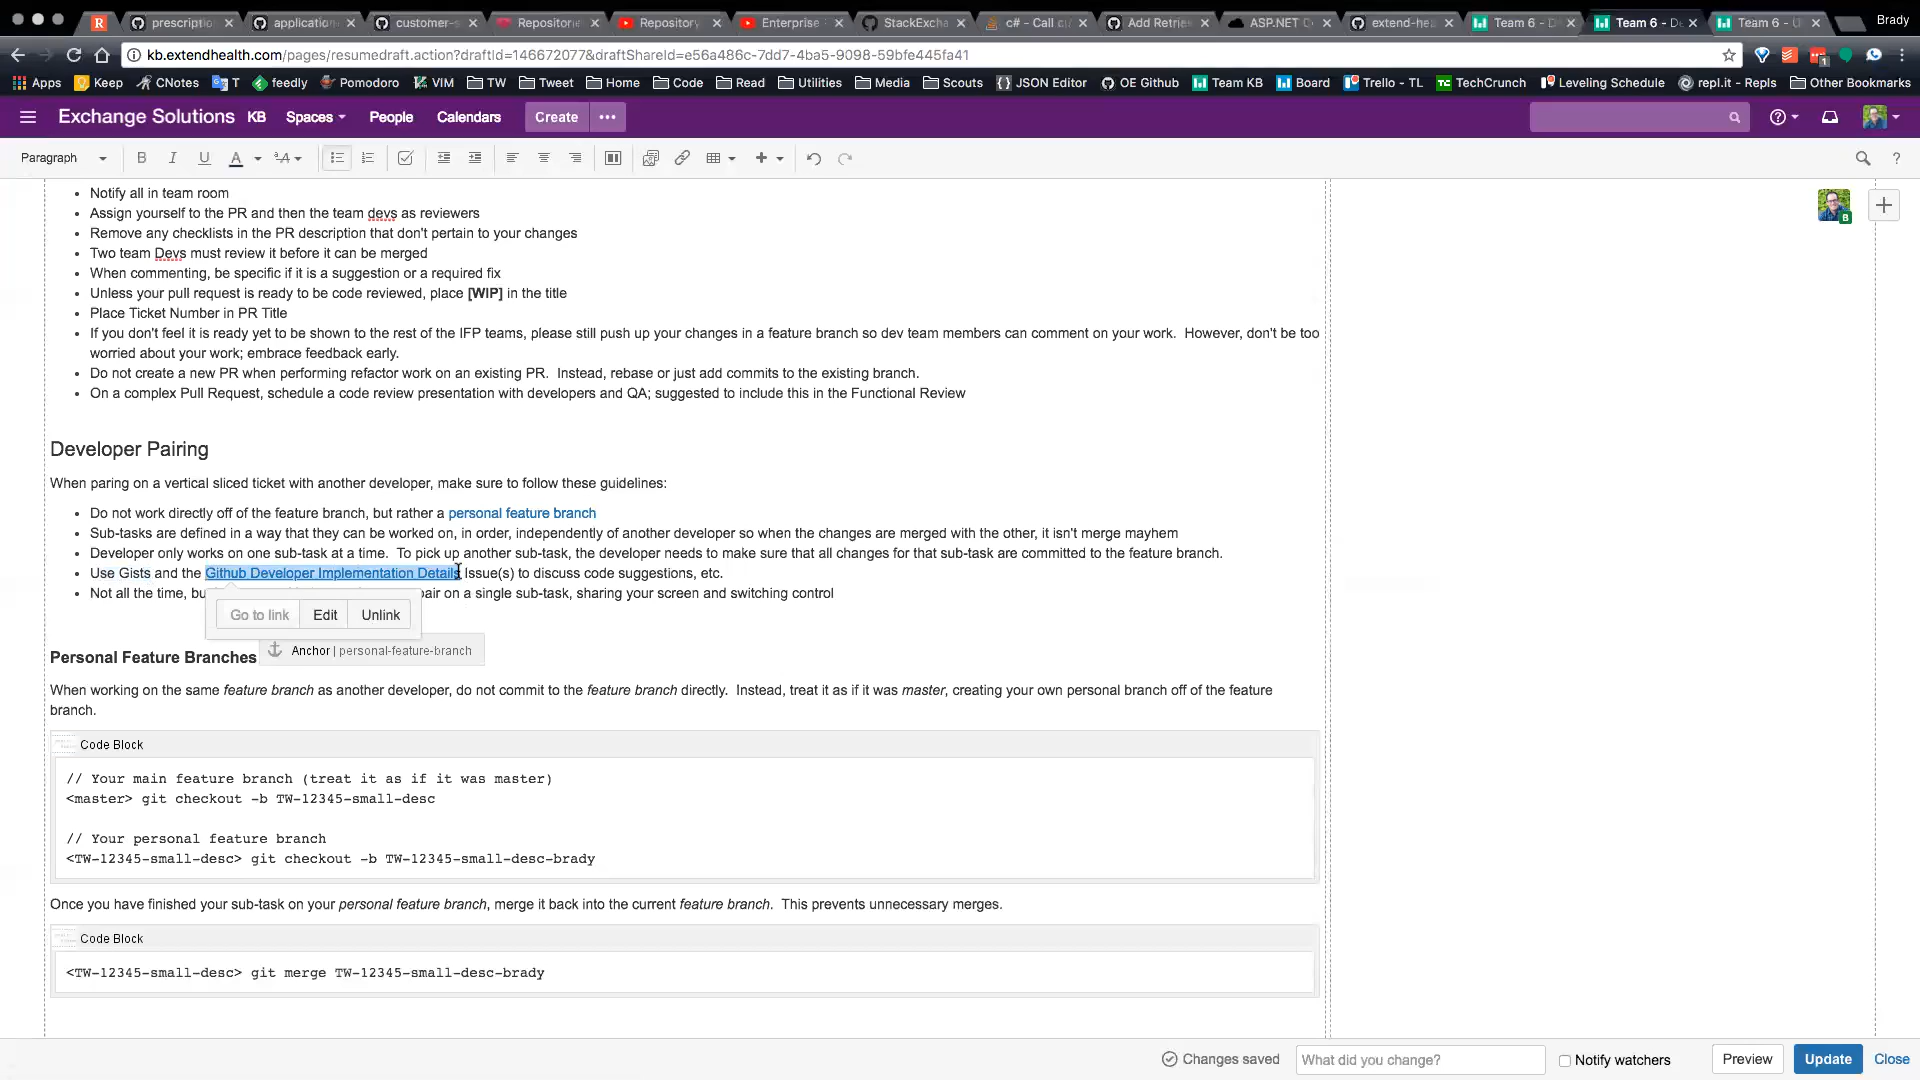 prescriptio
application
customer-s
Repositorie
Repository
Enterprise
StackExcha
c# - Call cu
Add Retriev
ASP.NET C
extend-hea
Team 6 - D
Team 6 - De
Team 6 - U
Brady
kb.extendhealth.com/pages/resumedraft.action?draftId=146672077&draftShareId=e56a486c-7dd7-4ba5-9098-59bfe445fa41
Apps Keep CNotes T feedly Pomodoro VIM TW Tweet Home Code Read Utilities Media Scouts JSON Editor OE Github Team KB Board Trello - TL TechCrunch Leveling Schedule repl.it - Repls Other Bookmarks
Exchange Solutions KB Spaces People Calendars Create
Paragraph B I U A
Notify all in team room
Assign yourself to the PR and then the team devs as reviewers
Remove any checklists in the PR description that don't pertain to your changes
Two team Devs must review it before it can be merged
When commenting, be specific if it is a suggestion or a required fix
Unless your pull request is ready to be code reviewed, place [WIP] in the title
Place Ticket Number in PR Title
If you don't feel it is ready yet to be shown to the rest of the IFP teams, please still push up your changes in a feature branch so dev team members can comment on your work.  However, don't be too
worried about your work; embrace feedback early.
Do not create a new PR when performing refactor work on an existing PR.  Instead, rebase or just add commits to the existing branch.
On a complex Pull Request, schedule a code review presentation with developers and QA; suggested to include this in the Functional Review
Developer Pairing
When paring on a vertical sliced ticket with another developer, make sure to follow these guidelines:
Do not work directly off of the feature branch, but rather a personal feature branch
Sub-tasks are defined in a way that they can be worked on, in order, independently of another developer so when the changes are merged with the other, it isn't merge mayhem
Developer only works on one sub-task at a time.  To pick up another sub-task, the developer needs to make sure that all changes for that sub-task are committed to the feature branch.
Use Gists and the Github Developer Implementation Details Issue(s) to discuss code suggestions, etc.
Not all the time, bu pair on a single sub-task, sharing your screen and switching control
Go to link Edit Unlink
Personal Feature Branches Anchor | personal-feature-branch
When working on the same feature branch as another developer, do not commit to the feature branch directly.  Instead, treat it as if it was master, creating your own personal branch off of the feature
branch.
Code Block
// Your main feature branch (treat it as if it was master)
<master> git checkout -b TW-12345-small-desc
// Your personal feature branch
<TW-12345-small-desc> git checkout -b TW-12345-small-desc-brady
Once you have finished your sub-task on your personal feature branch, merge it back into the current feature branch.  This prevents unnecessary merges.
Code Block
<TW-12345-small-desc> git merge TW-12345-small-desc-brady
Changes saved What did you change? Notify watchers Preview Update Close